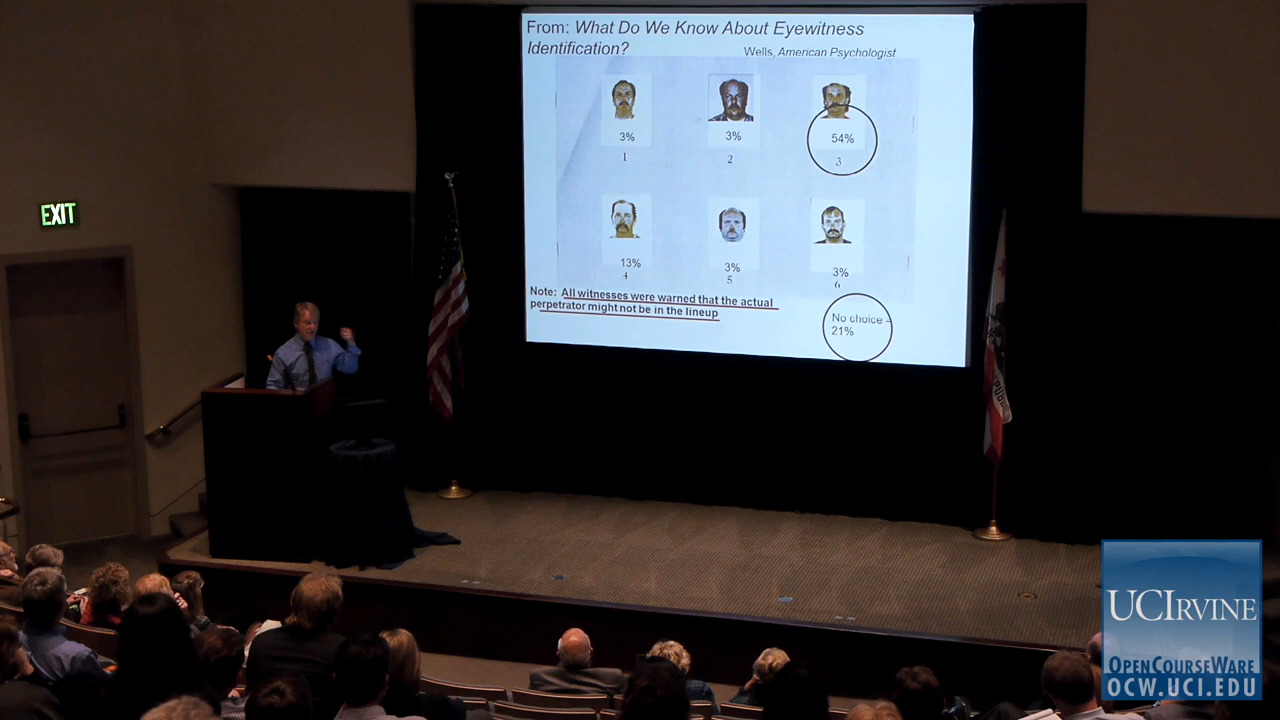 From: What Do We Know About Eyewitness
Identification?
Wells, American Psychologist
3%
3%
54%
1
2
3
13%
3%
3%
4
5
6
Note: All witnesses were warned that the actual
perpetrator might not be in the lineup
No choice -
21%
EXIT
UCIRVINE
OPENCOURSEWARE
OCW.UCI.EDU